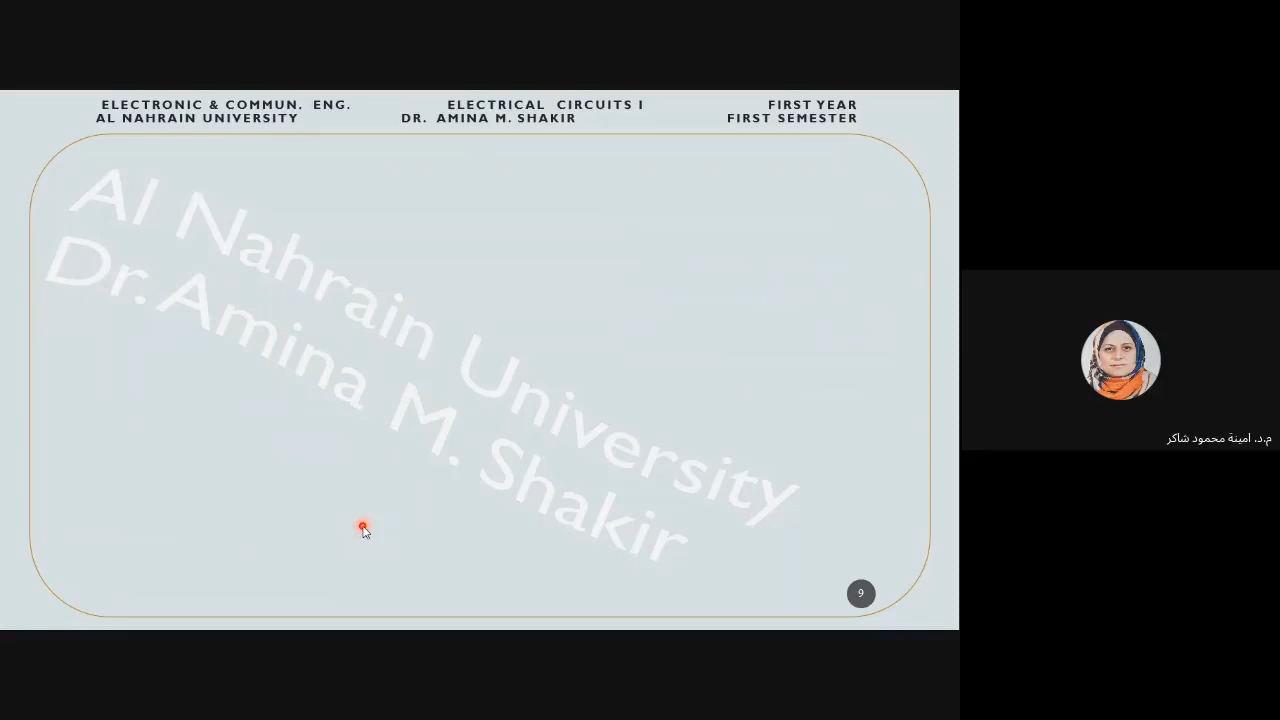 ELECTRONIC & COMMUN. ENG. ELECTRICAL CIRCUITS I FIRST YEAR
AL NAHRAIN UNIVERSITY DR. AMINA M. SHAKIR FIRST SEMESTER
Al Nahrain University
Dr. Amina M. Shakir
9
م.د. امينة محمود شاكر